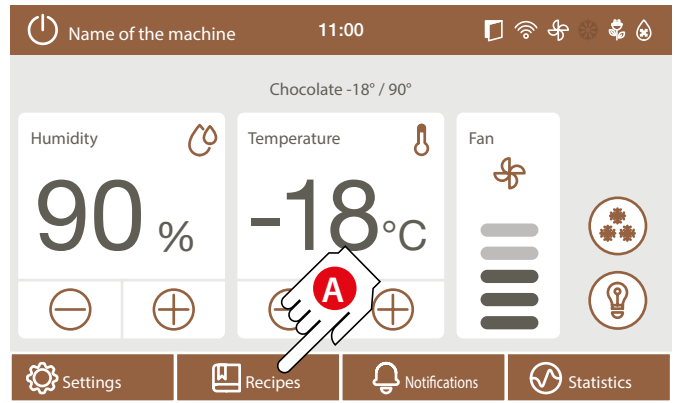 Name of the machine
11:00
Chocolate -18° / 90°
Humidity
Temperature
Fan
90 %
-18°C
A
Settings
Recipes
Notifications
Statistics